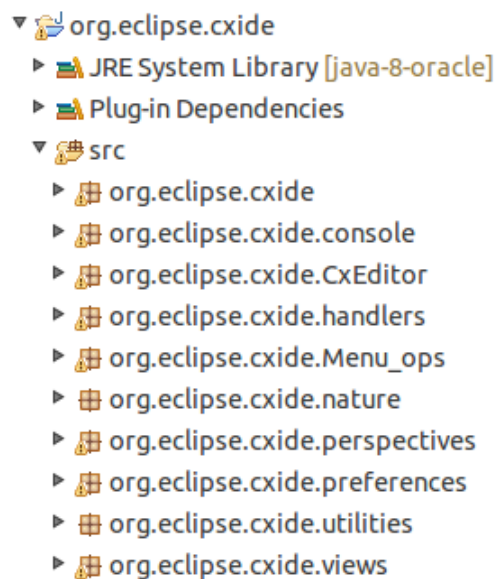 org.eclipse.cxide
JRE System Library [java-8-oracle]
Plug-in Dependencies
src
org.eclipse.cxide
org.eclipse.cxide.console
org.eclipse.cxide.CxEditor
org.eclipse.cxide.handlers
org.eclipse.cxide.Menu_ops
org.eclipse.cxide.nature
org.eclipse.cxide.perspectives
org.eclipse.cxide.preferences
org.eclipse.cxide.utilities
org.eclipse.cxide.views